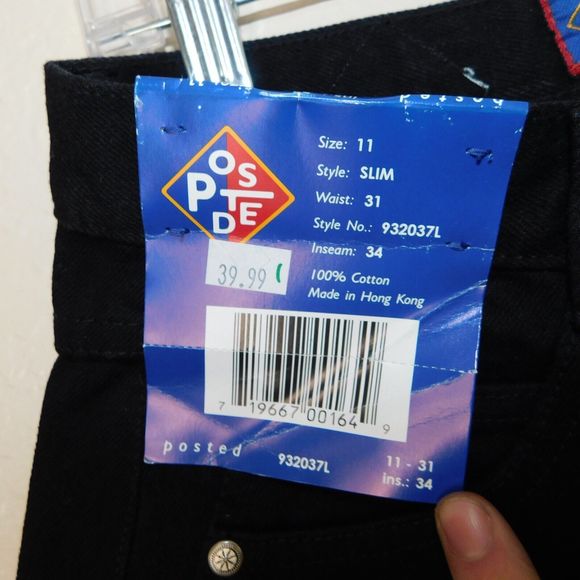 posted
POSTED
Size: 11
Style: SLIM
Waist: 31
Style No.: 932037L
Inseam: 34
100% Cotton
Made in Hong Kong
39.99
7 19667 00164 9
posted 932037L 11 - 31
ins.: 34